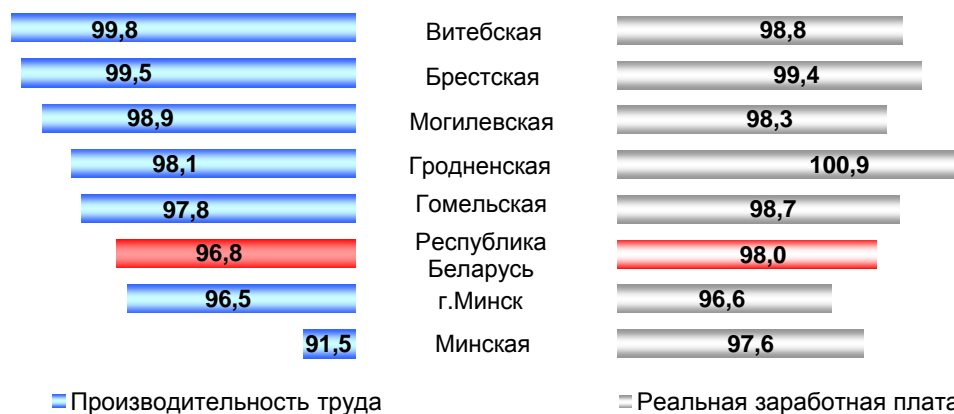 99,8 Витебская 98,8
99,5 Брестская 99,4
98,9 Могилевская 98,3
98,1 Гродненская 100,9
97,8 Гомельская 98,7
96,8 Республика Беларусь 98,0
96,5 г.Минск 96,6
91,5 Минская 97,6
Производительность труда Реальная заработная плата